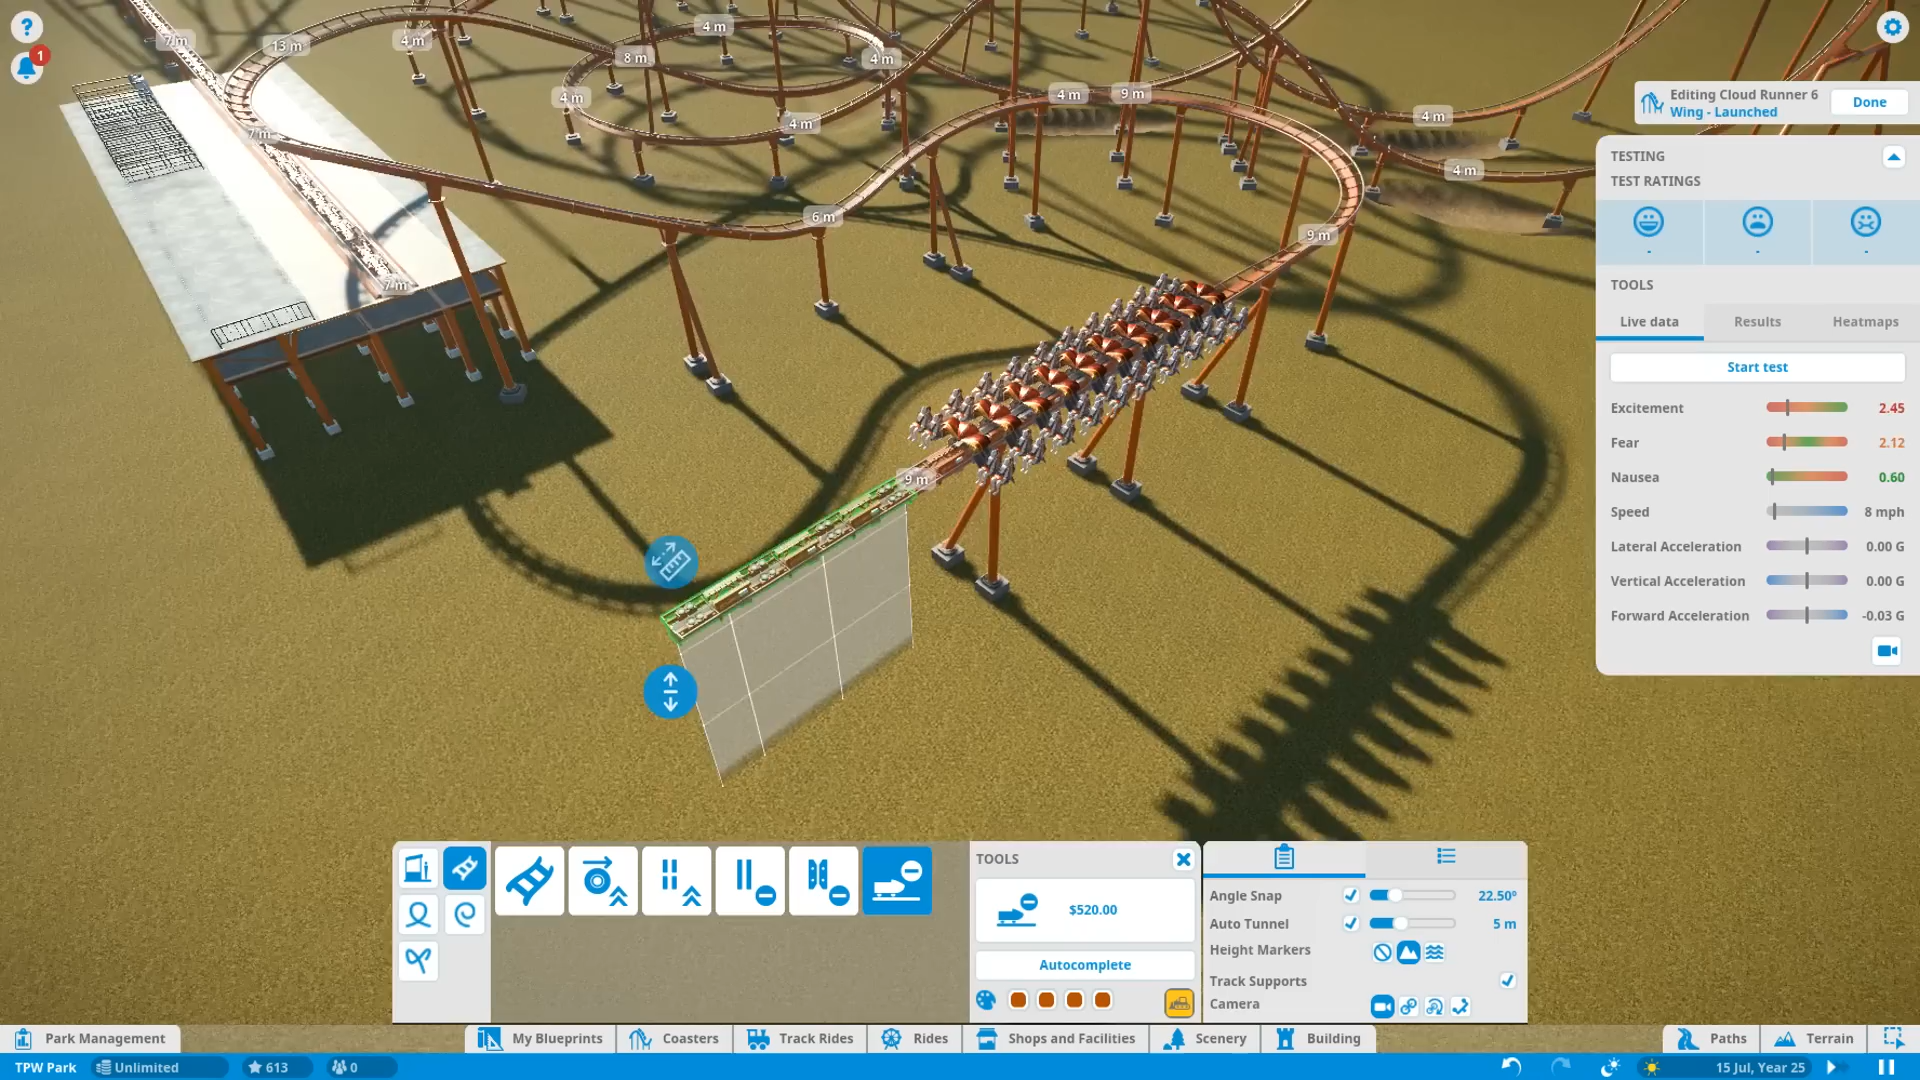 ?
1
7 m
13 m
4 m
8 m
4 m
4 m
4 m
4 m
4 m
9 m
4 m
4 m
7 m
7 m
6 m
9 m
9 m
Editing Cloud Runner 6
Wing - Launched
Done
TESTING
TEST RATINGS
- - -
TOOLS
Live data Results Heatmaps
Start test
Excitement 2.45
Fear 2.12
Nausea 0.60
Speed 8 mph
Lateral Acceleration 0.00 G
Vertical Acceleration 0.00 G
Forward Acceleration -0.03 G
TOOLS
$520.00
Autocomplete
Angle Snap 22.50º
Auto Tunnel 5 m
Height Markers
Track Supports
Camera
Park Management My Blueprints Coasters Track Rides Rides Shops and Facilities Scenery Building Paths Terrain
TPW Park Unlimited 613 0 15 Jul, Year 25